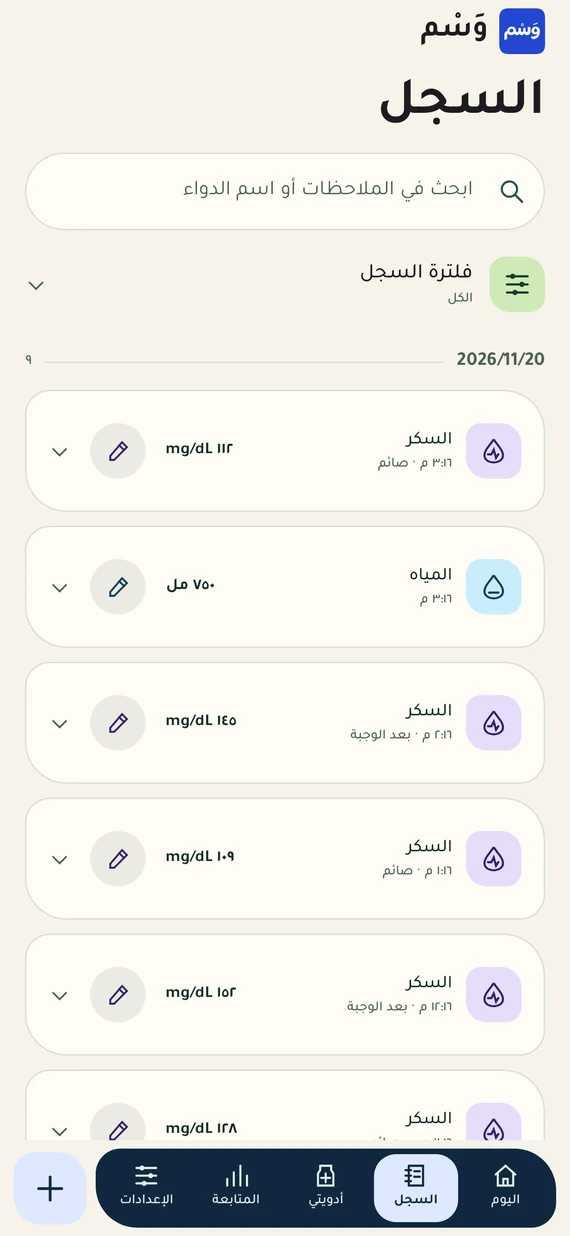 وَسْم
وَسْم
السجل
ابحث في الملاحظات أو اسم الدواء
فلترة السجل
الكل
2026/11/20
٩
السكر
٣:١٦ م · صائم
١١٢ mg/dL
المياه
٣:١٦ م
٧٥٠ مل
السكر
٢:١٦ م · بعد الوجبة
١٤٥ mg/dL
السكر
١:١٦ م · صائم
١٠٩ mg/dL
السكر
١٢:١٦ م · بعد الوجبة
١٥٢ mg/dL
السكر
١٢٨ mg/dL
اليوم
السجل
أدويتي
المتابعة
الإعدادات